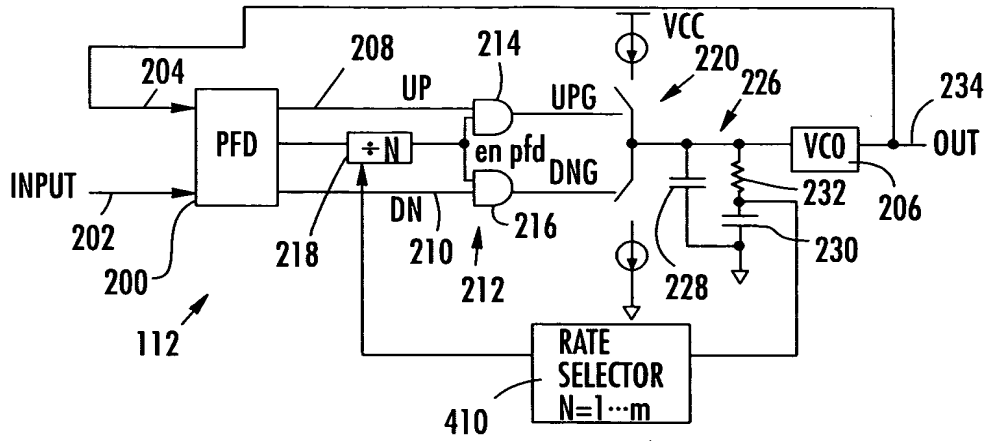 214
VCC
204
208
220
UP
UPG
226
234
PFD
÷N
en pfd
VCO
OUT
INPUT
DNG
232
DN
206
202
218
210
216
230
200
212
228
112
RATE
SELECTOR
N=1···m
410